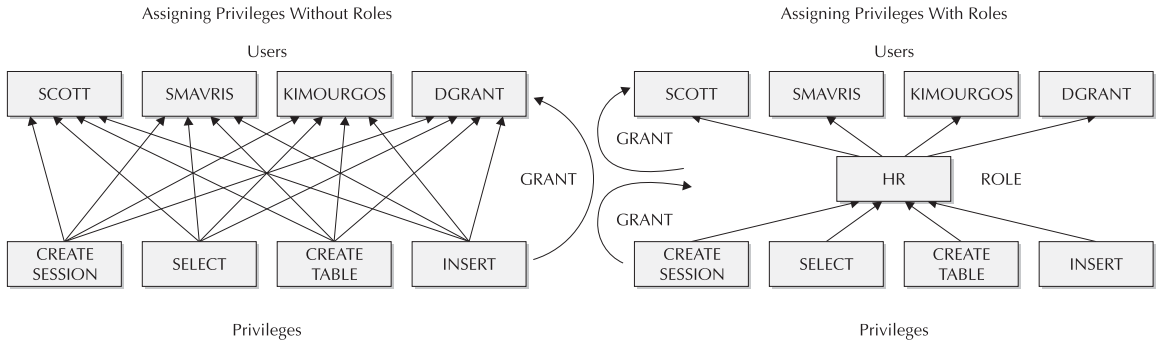 Assigning Privileges Without Roles
Users
SCOTT
SMAVRIS
KIMOURGOS
DGRANT
GRANT
CREATE
SESSION
SELECT
CREATE
TABLE
INSERT
Privileges
Assigning Privileges With Roles
Users
SCOTT
SMAVRIS
KIMOURGOS
DGRANT
GRANT
HR
ROLE
GRANT
CREATE
SESSION
SELECT
CREATE
TABLE
INSERT
Privileges